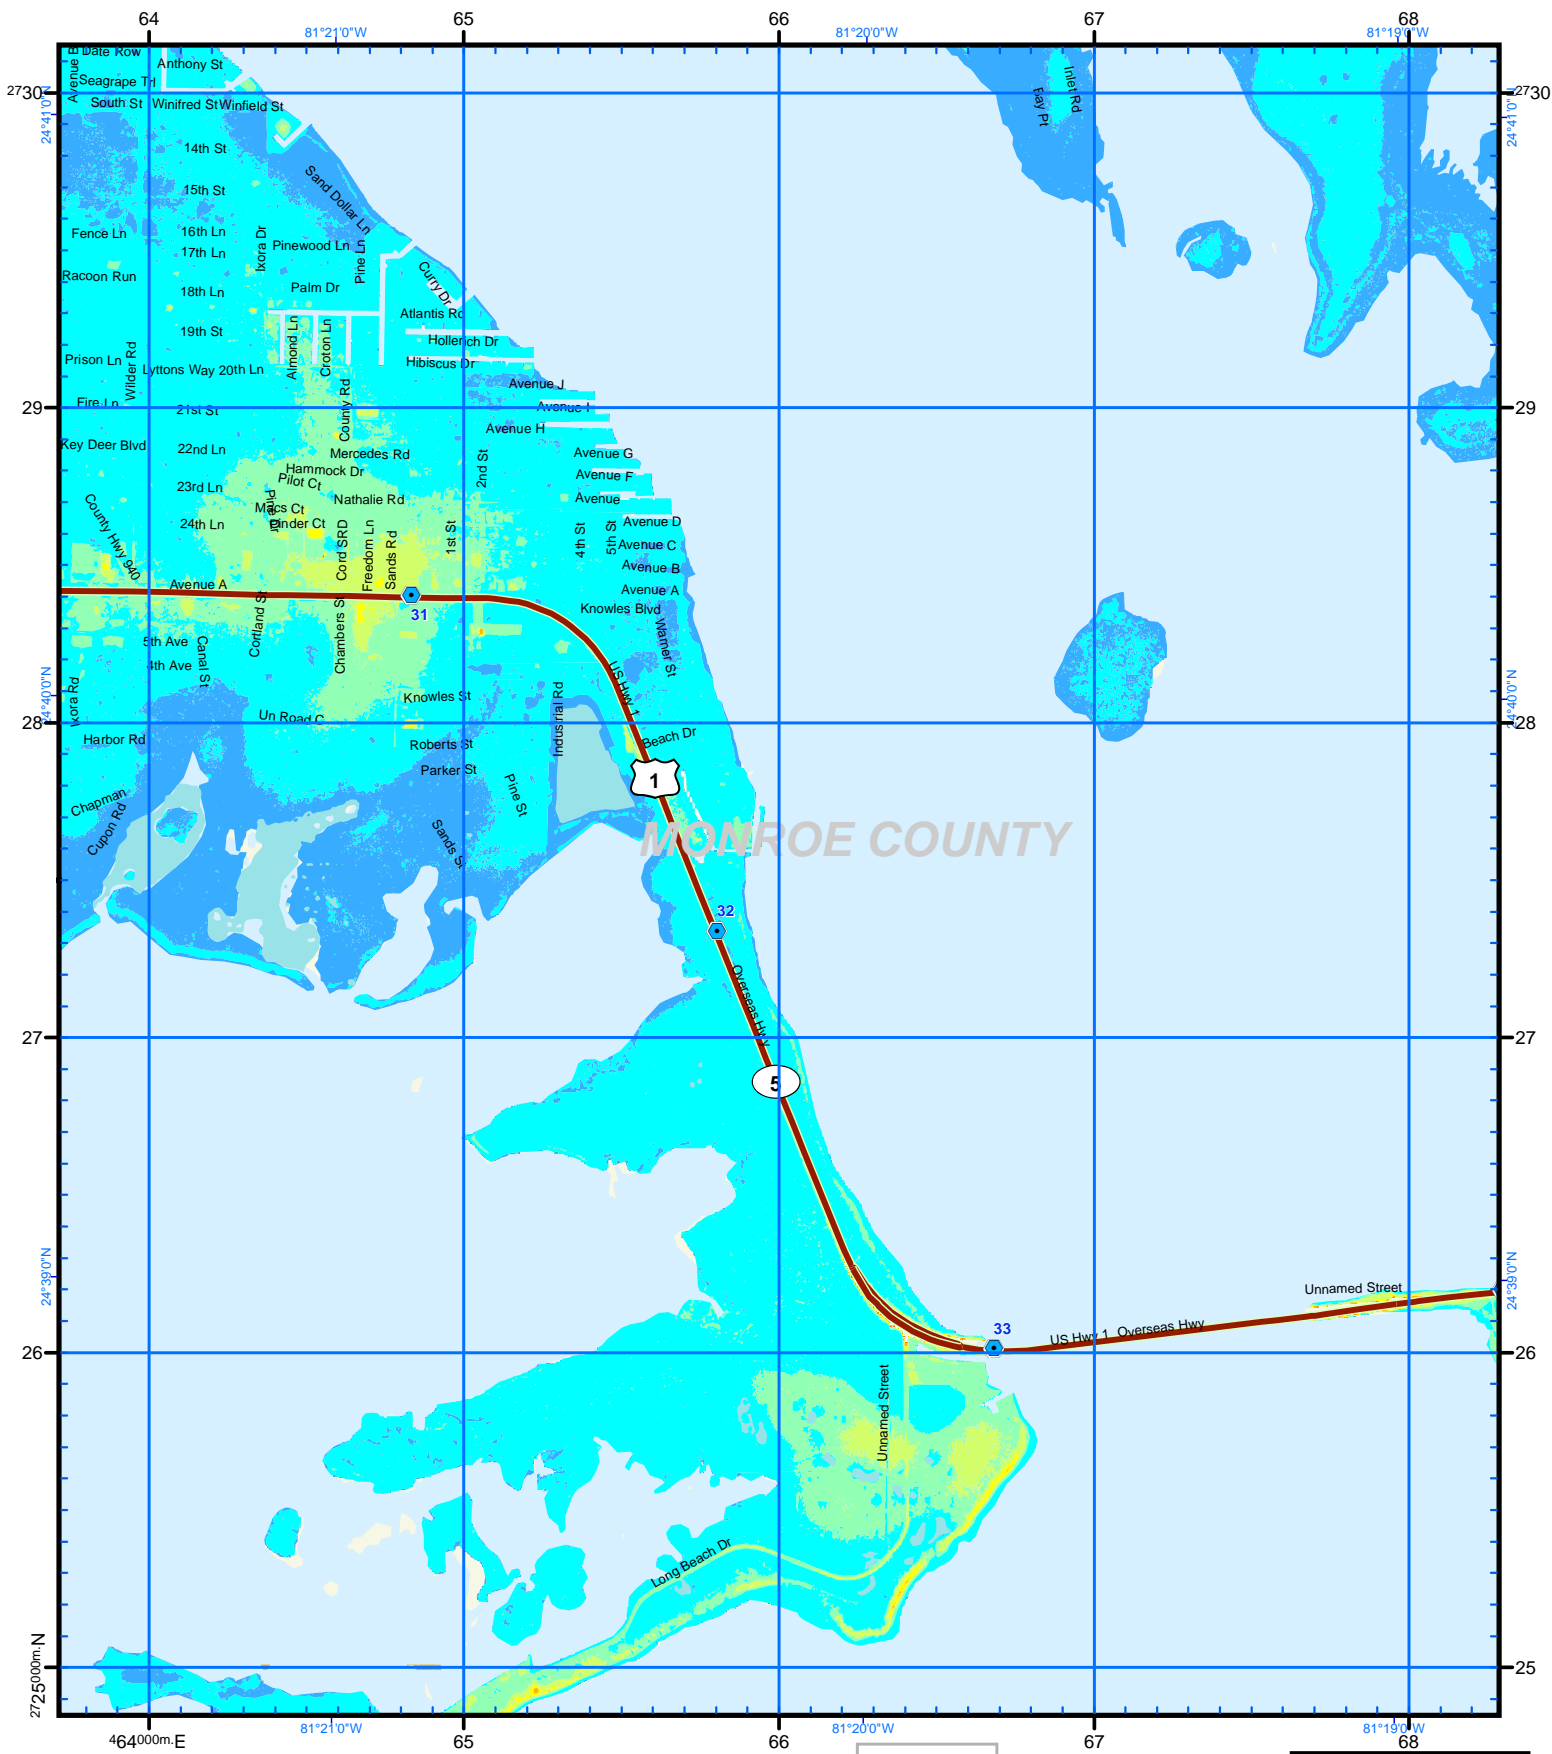 64 65 66 67 68
81°21'0"W 81°20'0"W 81°19'0"W
Date Row
Avenue B
Anthony St
Seagrape Trl
2730 2730
24°41'0"N 24°41'0"N
South St Winifred St Winfield St
Inlet Rd
Bay Pt
14th St
15th St
Sand Dollar Ln
Fence Ln
16th Ln
17th Ln
Ixora Dr
Pinewood Ln
Pine Ln
Racoon Run
18th Ln
Palm Dr
Curry Dr
Atlantis Rd
19th St
Almond Ln
Croton Ln
Hollerich Dr
Prison Ln
Wilder Rd
Lyttons Way 20th Ln
Hibiscus Dr
Avenue J
Fire Ln
21st St
County Rd
Avenue I
29 29
Key Deer Blvd
22nd Ln
Mercedes Rd
Avenue H
Avenue G
Hammock Dr
2nd St
Avenue F
Pilot Ct
23rd Ln
Nathalie Rd
Avenue
Pine Dr
Macs Ct
County Hwy 940
24th Ln
Pinder Ct
Cord SRD
Freedom Ln
Sands Rd
1st St
4th St
5th St
Avenue D
Avenue C
Avenue B
Avenue A
Avenue A
31
Knowles Blvd
Cortland St
Chambers St
5th Ave
4th Ave
Canal St
Warner St
US Hwy 1
Ixora Rd
24°40'0"N 24°40'0"N
Knowles St
Industrial Rd
Un Road C
28 28
Harbor Rd
Roberts St
Beach Dr
Parker St
1
Pine St
Chapman
Cupon Rd
Sands St
MONROE COUNTY
32
Overseas Hwy
27 27
5
24°39'0"N 24°39'0"N
Unnamed Street
33
US Hwy 1 Overseas Hwy
26 26
Unnamed Street
Long Beach Dr
2725000m. N 25
81°21'0"W 81°20'0"W 81°19'0"W
464000m. E 65 66 67 68